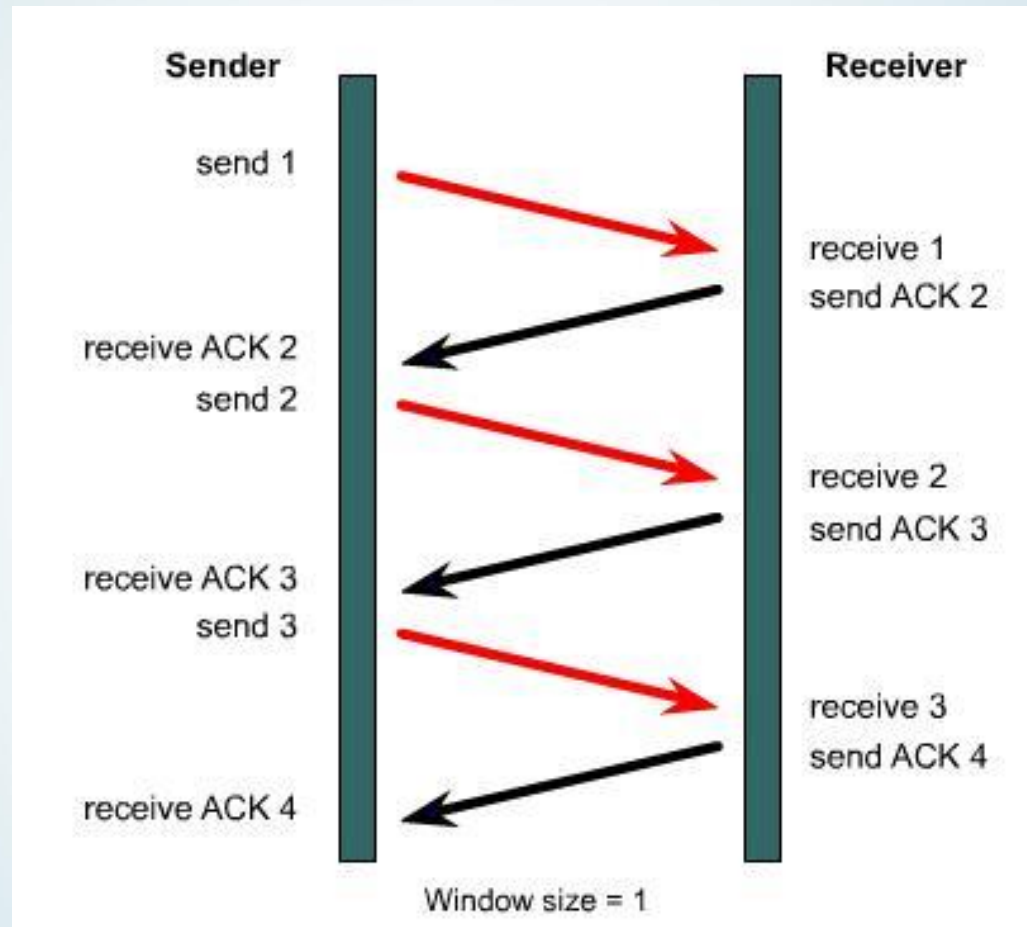 Sender
Receiver
send 1
receive 1
send ACK 2
receive ACK 2
send 2
receive 2
send ACK 3
receive ACK 3
send 3
receive 3
send ACK 4
receive ACK 4
Window size = 1